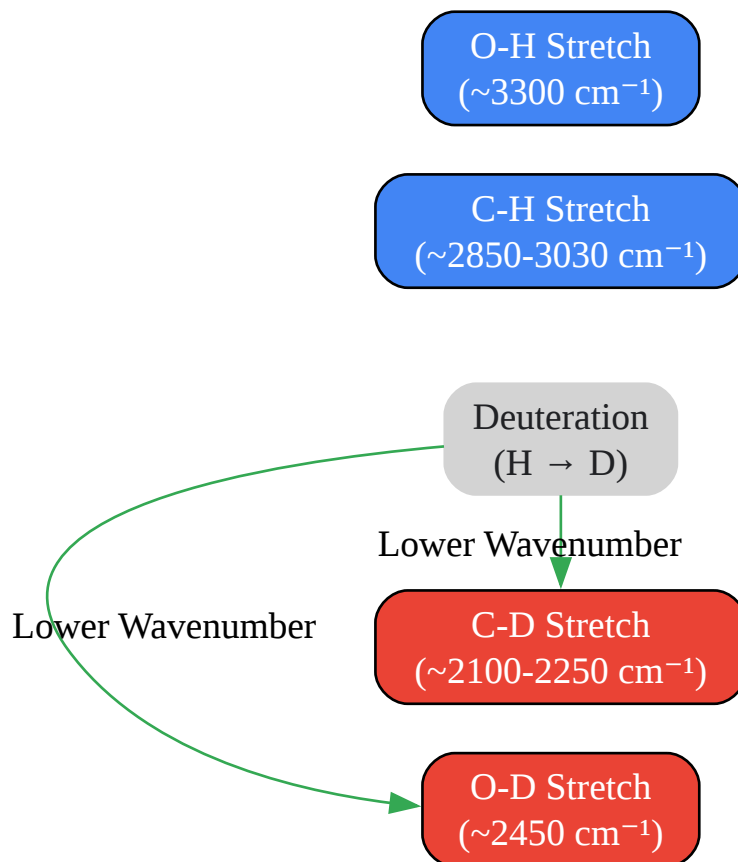 O-H Stretch
(~3300 cm⁻¹)
C-H Stretch
(~2850-3030 cm⁻¹)
Deuteration
(H → D)
Lower Wavenumber
C-D Stretch
(~2100-2250 cm⁻¹)
Lower Wavenumber
O-D Stretch
(~2450 cm⁻¹)